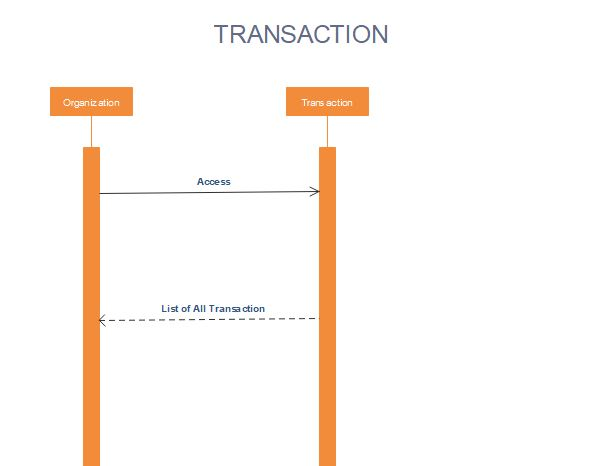 TRANSACTION
Organization
Transaction
Access
List of All Transaction